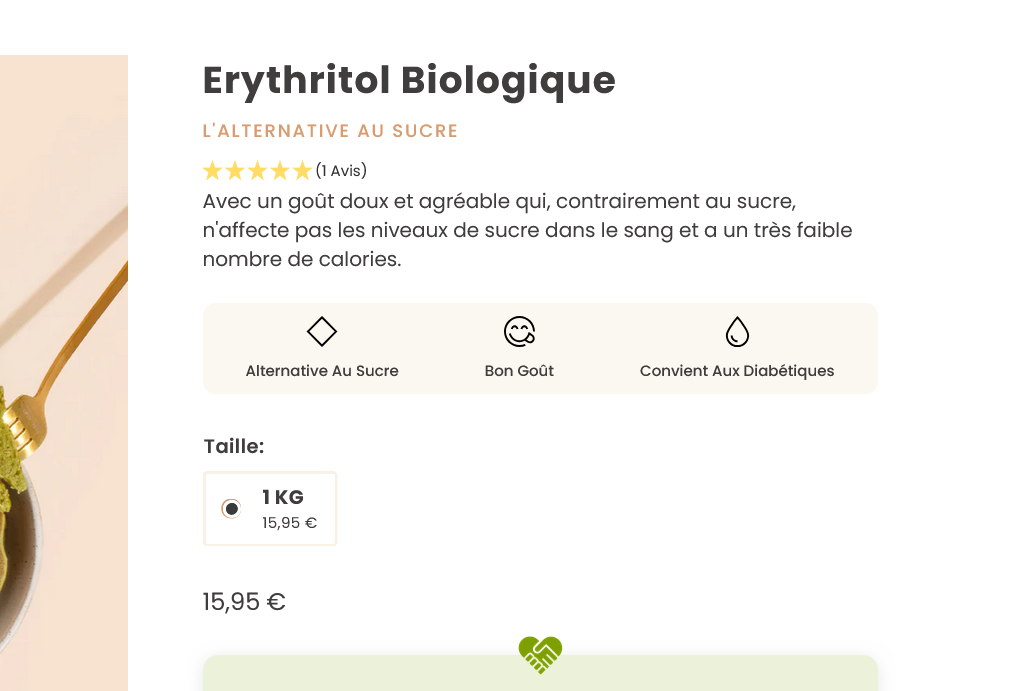 Erythritol Biologique
L'ALTERNATIVE AU SUCRE
(1 Avis)
Avec un goût doux et agréable qui, contrairement au sucre,
n'affecte pas les niveaux de sucre dans le sang et a un très faible
nombre de calories.
Alternative Au Sucre
Bon Goût
Convient Aux Diabétiques
Taille:
1 KG
15,95 €
15,95 €